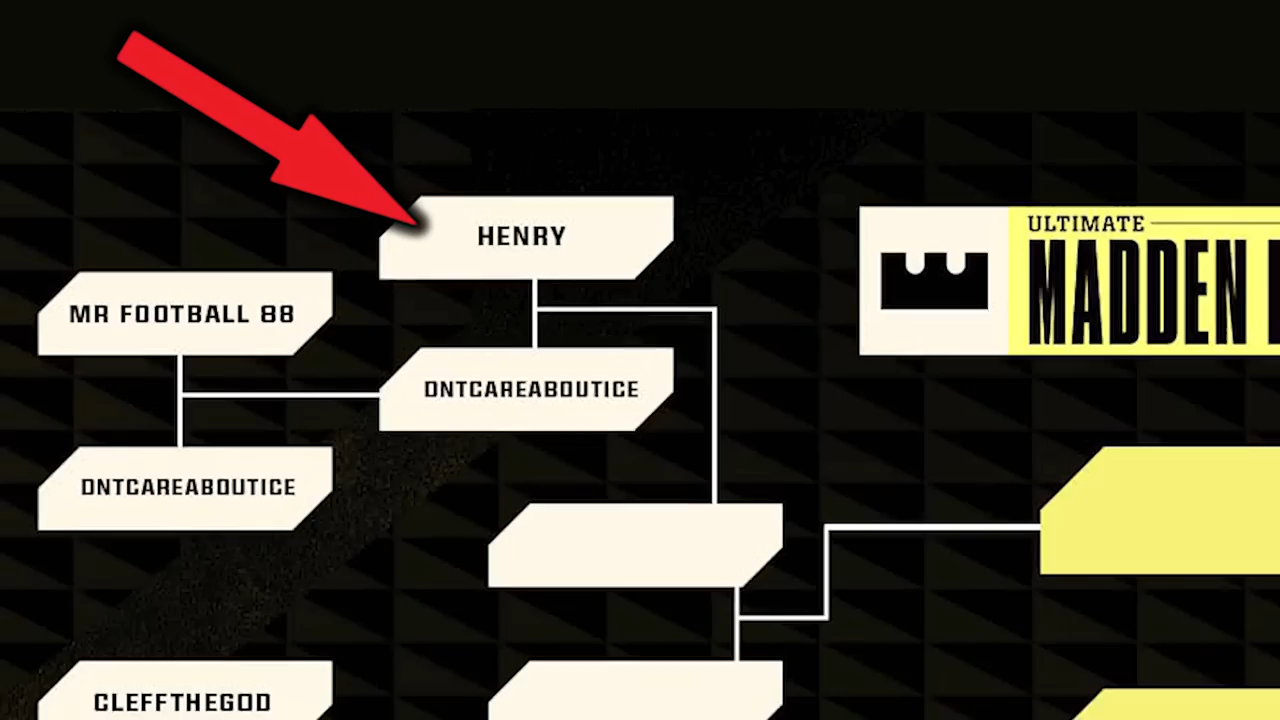 HENRY
MR FOOTBALL 88
DNTCAREABOUTICE
DNTCAREABOUTICE
CLEFFTHEGOD
ULTIMATE
MADDEN